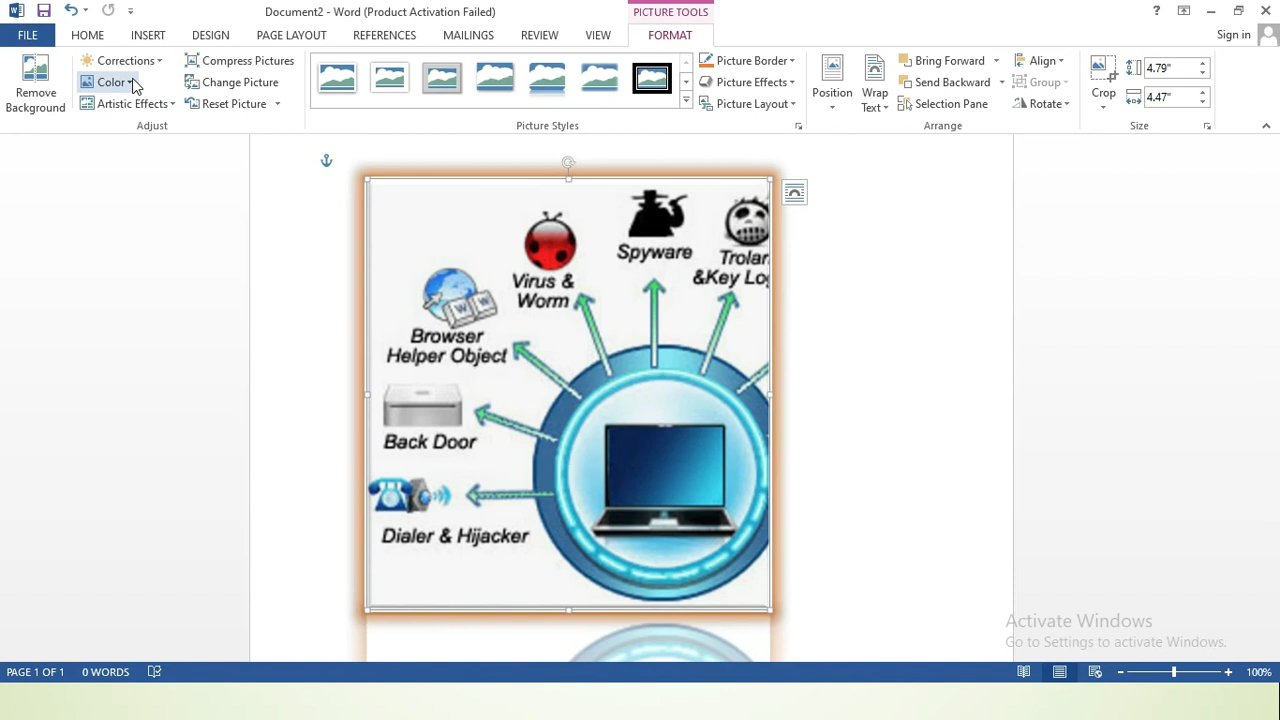 Document2 - Word (Product Activation Failed)
PICTURE TOOLS
?
FILE
HOME
INSERT
DESIGN
PAGE LAYOUT
REFERENCES
MAILINGS
REVIEW
VIEW
FORMAT
Sign in
Remove Background
Corrections
Color
Artistic Effects
Compress Pictures
Change Picture
Reset Picture
Adjust
Picture Styles
Picture Border
Picture Effects
Picture Layout
Position
Wrap Text
Bring Forward
Send Backward
Selection Pane
Align
Group
Rotate
Arrange
Crop
4.79"
4.47"
Size
Spyware
Trolar
&Key Lo
Virus &
Worm
W
W
Browser
Helper Object
Back Door
Dialer & Hijacker
Activate Windows
Go to Settings to activate Windows.
PAGE 1 OF 1
0 WORDS
100%